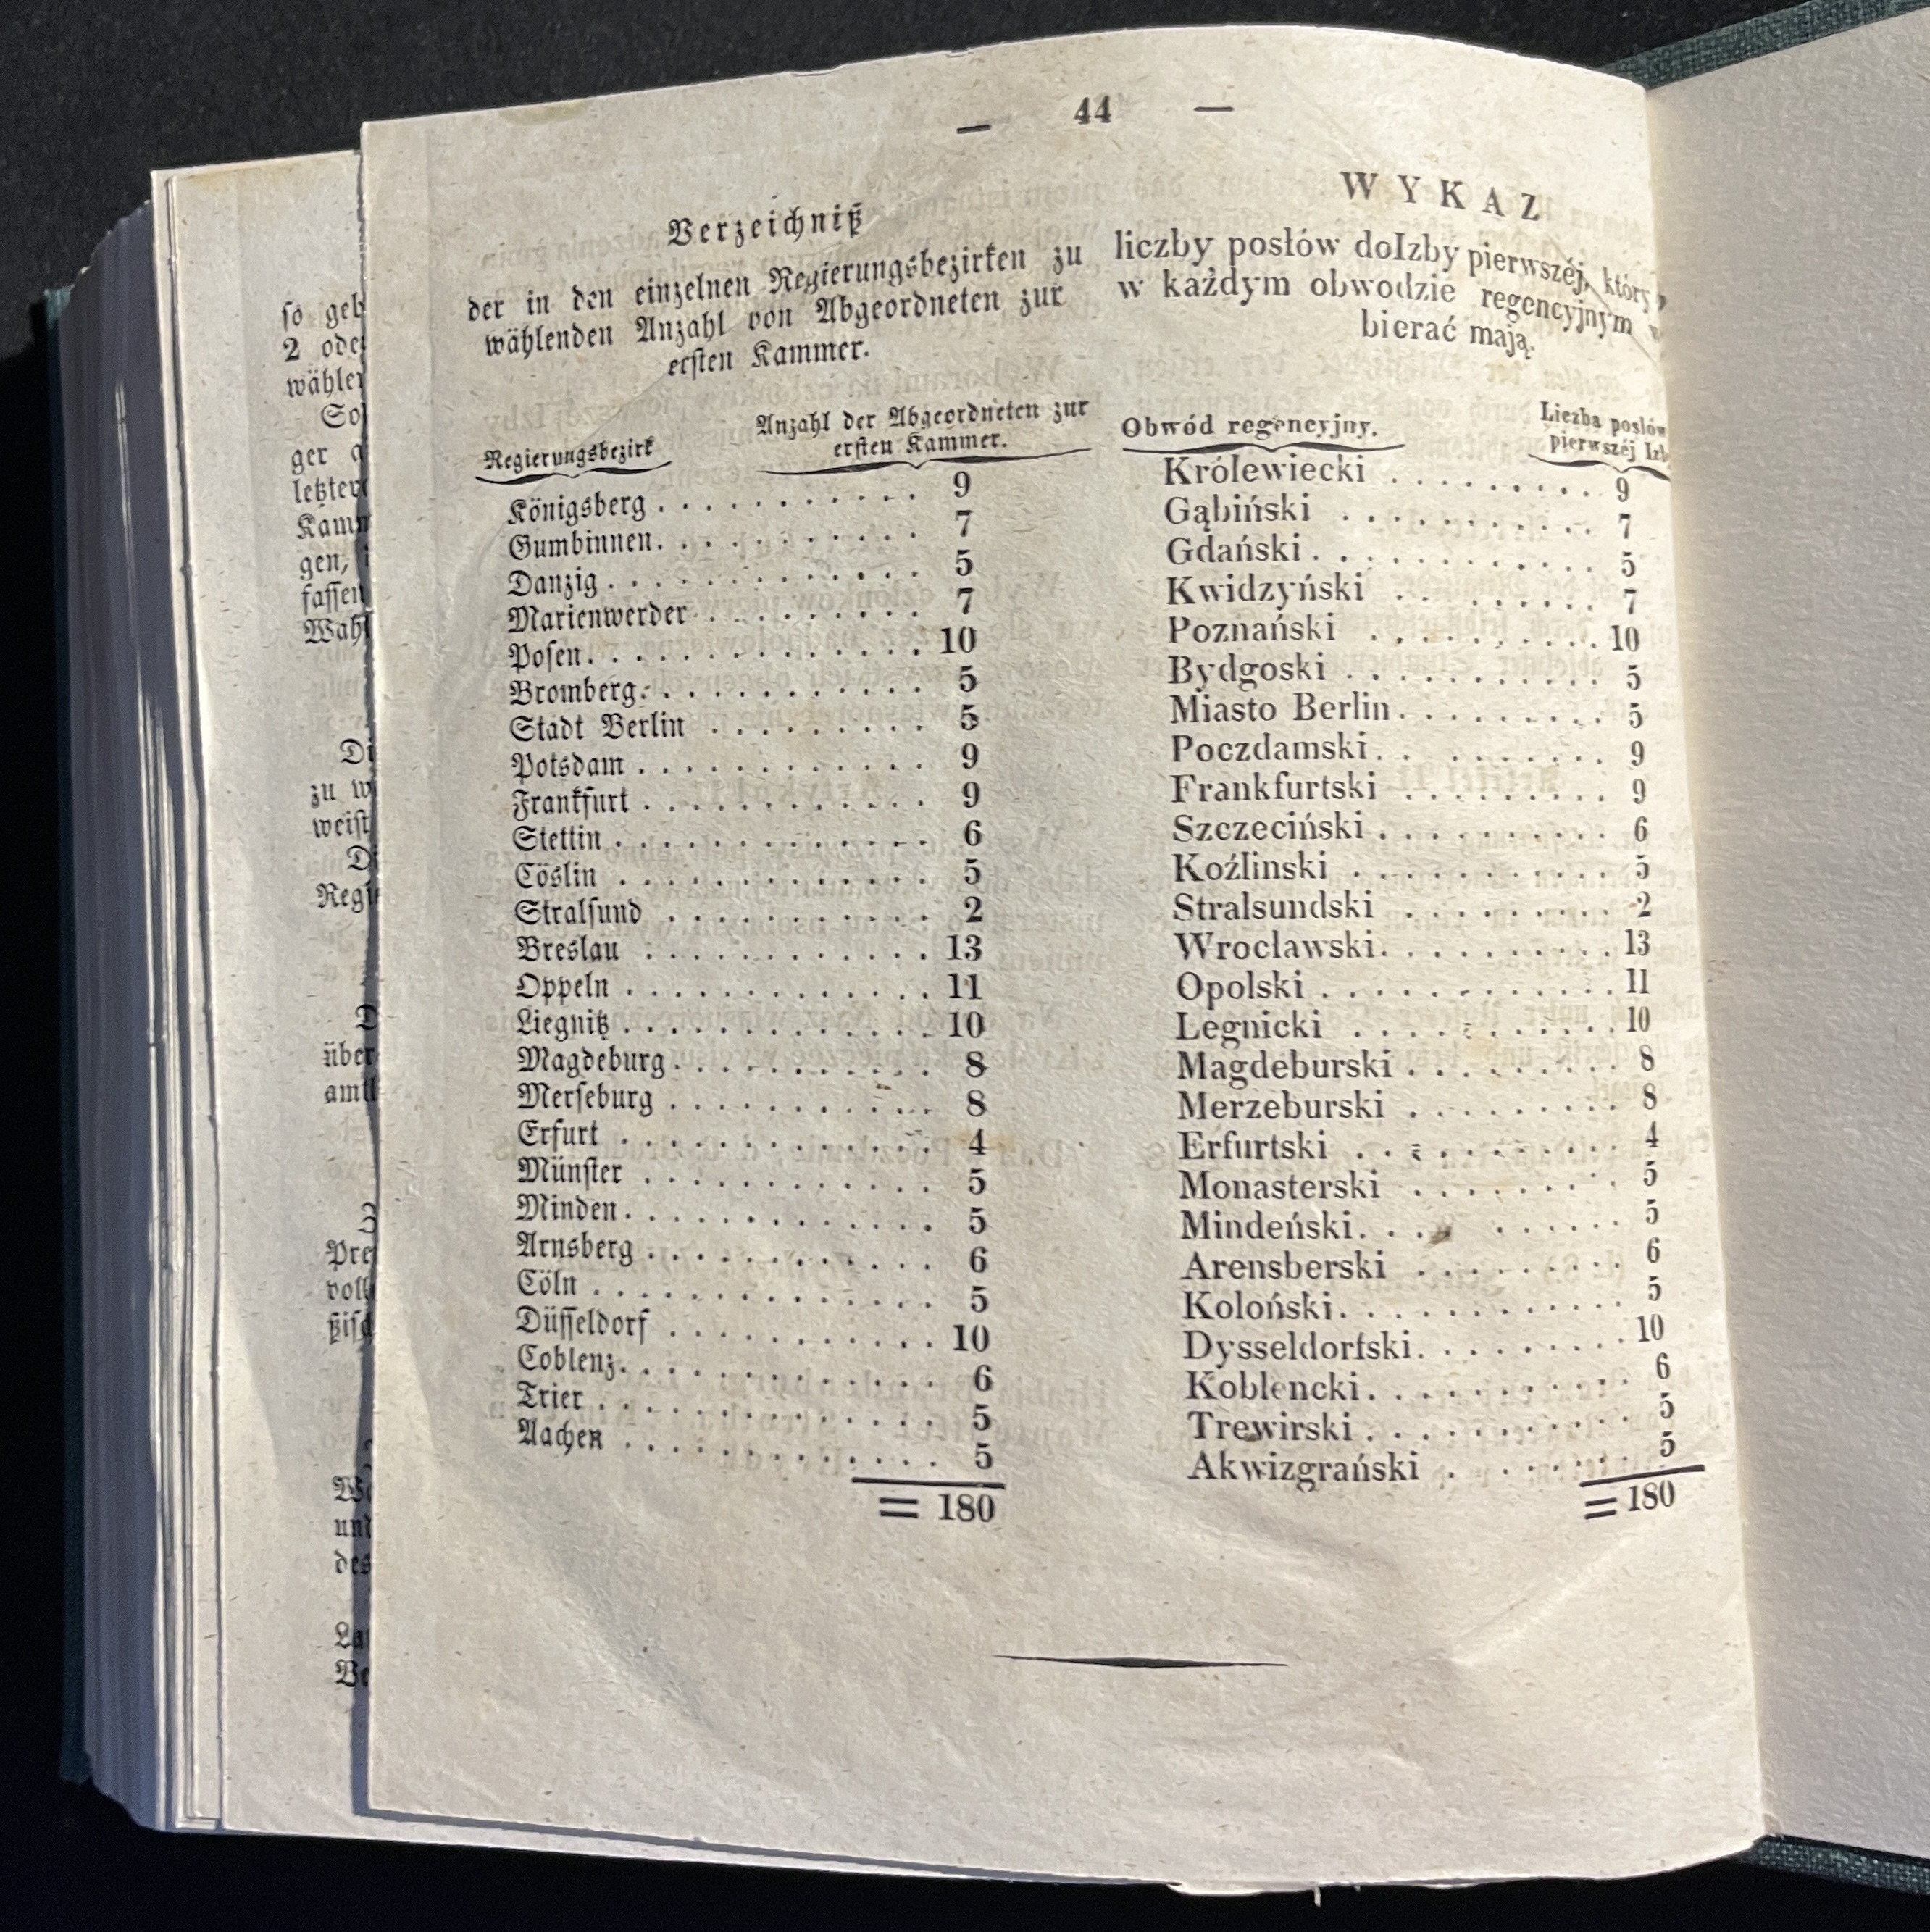 — 44 —
Verzeichniß
der in den einzelnen Regierungsbezirken zu
wählenden Anzahl von Abgeordneten zur
ersten Kammer.
Regierungsbezirk
Anzahl der Abgeordneten zur
ersten Kammer.
Königsberg . . . . . . . . . . 9
Gumbinnen. . . . . . . . . . 7
Danzig . . . . . . . . . . . . 5
Marienwerder . . . . . . . . . 7
Posen. . . . . . . . . . . . . 10
Bromberg. . . . . . . . . . . 5
Stadt Berlin . . . . . . . . . 5
Potsdam . . . . . . . . . . . 9
Frankfurt . . . . . . . . . . . 9
Stettin . . . . . . . . . . . . 6
Cöslin . . . . . . . . . . . . 5
Stralsund . . . . . . . . . . 2
Breslau . . . . . . . . . . . 13
Oppeln . . . . . . . . . . . . 11
Liegnitz . . . . . . . . . . . . 10
Magdeburg . . . . . . . . . . 8
Merseburg . . . . . . . . . . 8
Erfurt . . . . . . . . . . . . 4
Münster . . . . . . . . . . . 5
Minden. . . . . . . . . . . . 5
Arnsberg . . . . . . . . . . . 6
Cöln . . . . . . . . . . . . . 5
Düsseldorf . . . . . . . . . . 10
Coblenz. . . . . . . . . . . . 6
Trier . . . . . . . . . . . . . 5
Aachen . . . . . . . . . . . . 5
= 180
WYKAZ
liczby posłów doIzby pierwszéj, który
w każdym obwodzie regencyjnym
bierać mają.
Obwód regencyjny.
Liczba posłów
pierwszéj
Królewiecki . . . . . . . . . 9
Gąbiński . . . . . . . . . . 7
Gdański . . . . . . . . . . . 5
Kwidzyński . . . . . . . . 7
Poznański . . . . . . . . . 10
Bydgoski . . . . . . . . . . 5
Miasto Berlin. . . . . . . . 5
Poczdamski. . . . . . . . . 9
Frankfurtski . . . . . . . . 9
Szczeciński . . . . . . . . . 6
Koźlinski . . . . . . . . . . 5
Stralsundski . . . . . . . . 2
Wrocławski. . . . . . . . . 13
Opolski . . . . . . . . . . . 11
Legnicki . . . . . . . . . . 10
Magdeburski . . . . . . . . 8
Merzeburski . . . . . . . . 8
Erfurtski . . . . . . . . . . 4
Monasterski . . . . . . . . 5
Mindeński. . . . . . . . . 5
Arensberski . . . . . . . . 6
Koloński. . . . . . . . . . . 5
Dysseldorfski. . . . . . . . 10
Koblencki. . . . . . . . . . 6
Trewirski . . . . . . . . . . 5
Akwizgrański . . . . . . . 5
= 180
2
gen,